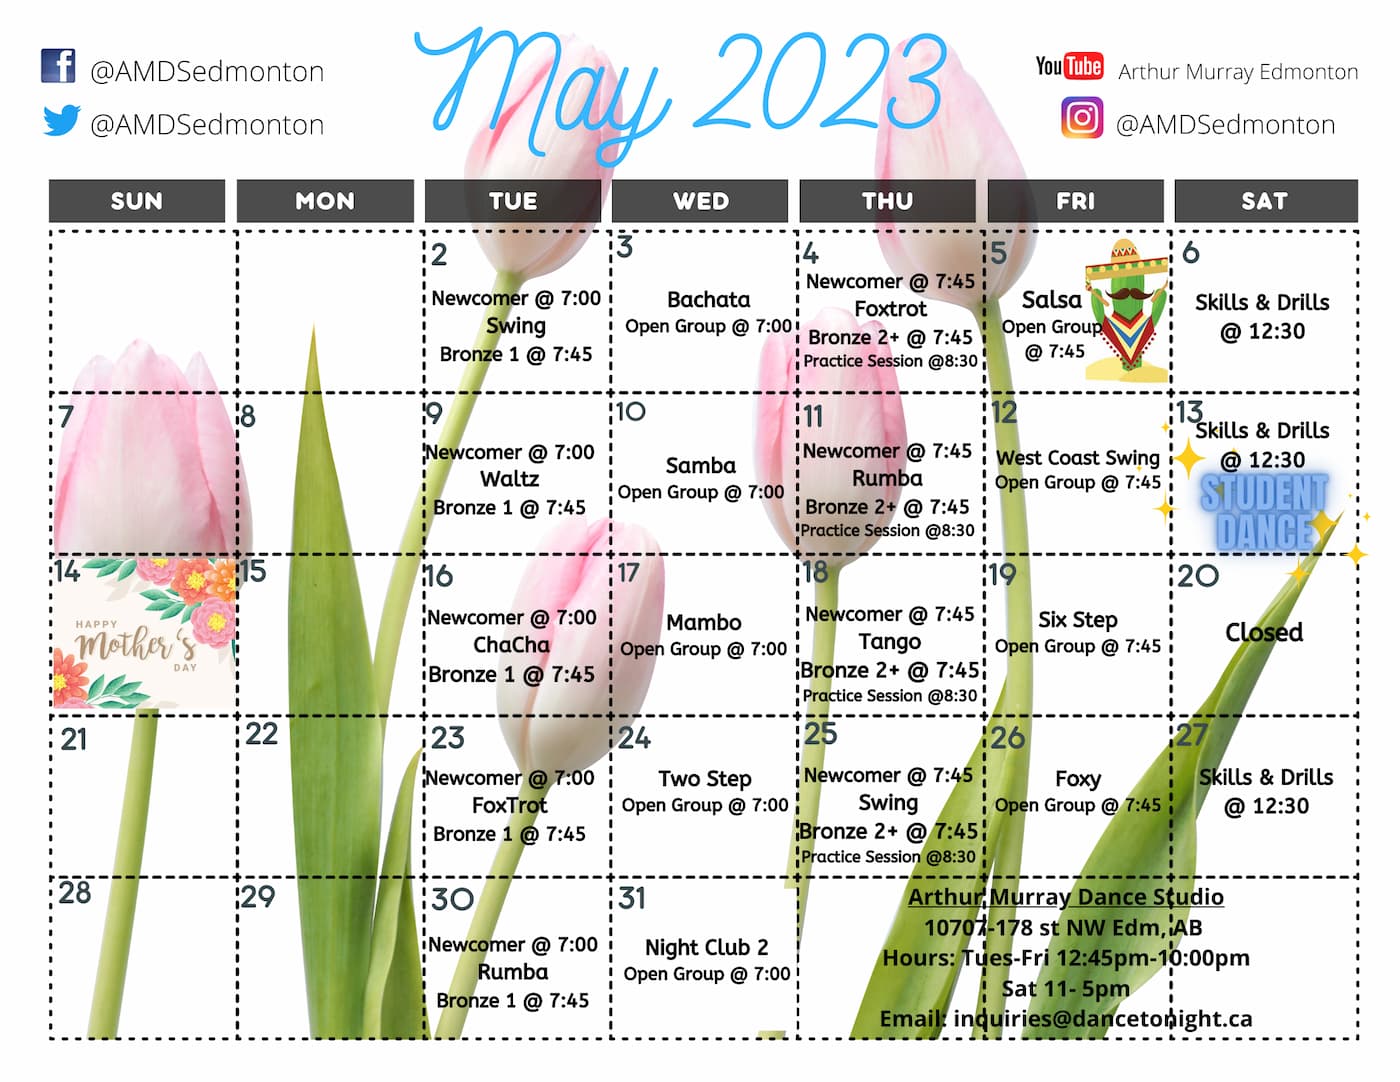 @AMDSedmonton
@AMDSedmonton
May 2023
You Tube Arthur Murray Edmonton
@AMDSedmonton
SUN MON TUE WED THU FRI SAT
2
Newcomer @ 7:00
Swing
Bronze 1 @ 7:45
3
Bachata
Open Group @ 7:00
4
Newcomer @ 7:45
Foxtrot
Bronze 2+ @ 7:45
Practice Session @8:30
5
Salsa
Open Group
@ 7:45
6
Skills & Drills
@ 12:30
7
8
9
Newcomer @ 7:00
Waltz
Bronze 1 @ 7:45
10
Samba
Open Group @ 7:00
11
Newcomer @ 7:45
Rumba
Bronze 2+ @ 7:45
Practice Session @8:30
12
West Coast Swing
Open Group @ 7:45
13
Skills & Drills
@ 12:30
STUDENT
DANCE
14
HAPPY
Mother's
DAY
15
16
Newcomer @ 7:00
ChaCha
Bronze 1 @ 7:45
17
Mambo
Open Group @ 7:00
18
Newcomer @ 7:45
Tango
Bronze 2+ @ 7:45
Practice Session @8:30
19
Six Step
Open Group @ 7:45
20
Closed
21
22
23
Newcomer @ 7:00
FoxTrot
Bronze 1 @ 7:45
24
Two Step
Open Group @ 7:00
25
Newcomer @ 7:45
Swing
Bronze 2+ @ 7:45
Practice Session @8:30
26
Foxy
Open Group @ 7:45
27
Skills & Drills
@ 12:30
28
29
30
Newcomer @ 7:00
Rumba
Bronze 1 @ 7:45
31
Night Club 2
Open Group @ 7:00
Arthur Murray Dance Studio
10707-178 st NW Edm, AB
Hours: Tues-Fri 12:45pm-10:00pm
Sat 11- 5pm
Email: inquiries@dancetonight.ca